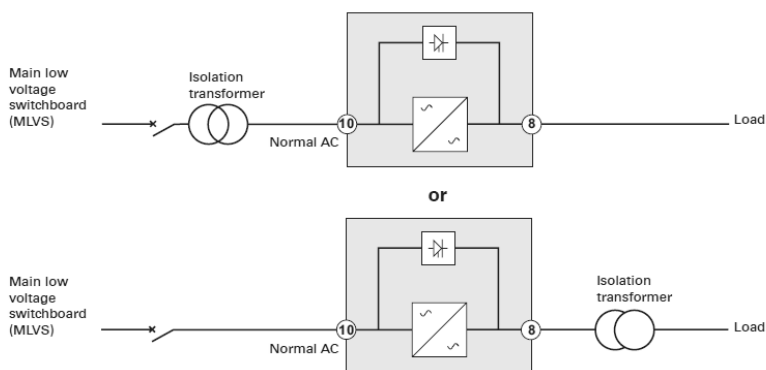 Main low
voltage
switchboard
(MLVS)
Isolation
transformer
Normal AC
10
8
Load
or
Main low
voltage
switchboard
(MLVS)
Normal AC
10
8
Isolation
transformer
Load